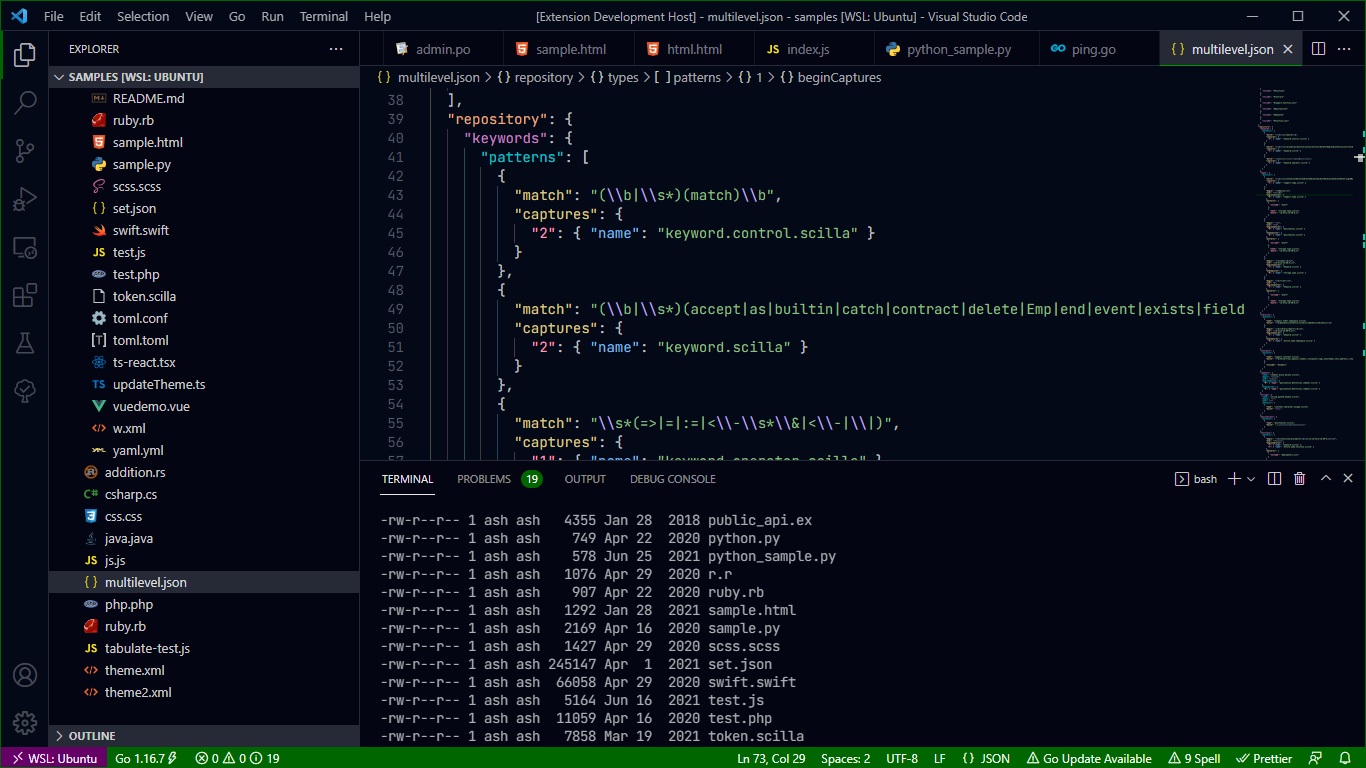 File Edit Selection View Go Run Terminal Help [Extension Development Host] - multilevel.json - samples [WSL: Ubuntu] - Visual Studio Code
EXPLORER
SAMPLES [WSL: UBUNTU]
README.md
ruby.rb
sample.html
sample.py
scss.scss
{ } set.json
swift.swift
JS test.js
test.php
token.scilla
toml.conf
[T] toml.toml
ts-react.tsx
TS updateTheme.ts
vuedemo.vue
w.xml
yaml.yml
addition.rs
C# csharp.cs
css.css
java.java
JS js.js
{ } multilevel.json
php.php
ruby.rb
JS tabulate-test.js
theme.xml
theme2.xml
OUTLINE
admin.po sample.html html.html JS index.js python_sample.py ping.go { } multilevel.json
{ } multilevel.json > { } repository > { } types > [ ] patterns > { } 1 > { } beginCaptures
38 ],
39 "repository": {
40 "keywords": {
41 "patterns": [
42 {
43 "match": "(\\b|\\s*)(match)\\b",
44 "captures": {
45 "2": { "name": "keyword.control.scilla" }
46 }
47 },
48 {
49 "match": "(\\b|\\s*)(accept|as|builtin|catch|contract|delete|Emp|end|event|exists|field
50 "captures": {
51 "2": { "name": "keyword.scilla" }
52 }
53 },
54 {
55 "match": "\\s*(=>|=|:=|<\\-\\s*\\&|<\\-|\\|)",
56 "captures": {
57 "1": { "name": "keyword.operator.scilla" }
TERMINAL PROBLEMS 19 OUTPUT DEBUG CONSOLE bash
-rw-r--r-- 1 ash ash 4355 Jan 28 2018 public_api.ex
-rw-r--r-- 1 ash ash 749 Apr 22 2020 python.py
-rw-r--r-- 1 ash ash 578 Jun 25 2021 python_sample.py
-rw-r--r-- 1 ash ash 1076 Apr 29 2020 r.r
-rw-r--r-- 1 ash ash 907 Apr 22 2020 ruby.rb
-rw-r--r-- 1 ash ash 1292 Jan 28 2021 sample.html
-rw-r--r-- 1 ash ash 2169 Apr 16 2020 sample.py
-rw-r--r-- 1 ash ash 1427 Apr 29 2020 scss.scss
-rw-r--r-- 1 ash ash 245147 Apr 1 2021 set.json
-rw-r--r-- 1 ash ash 66058 Apr 29 2020 swift.swift
-rw-r--r-- 1 ash ash 5164 Jun 16 2021 test.js
-rw-r--r-- 1 ash ash 11059 Apr 16 2020 test.php
-rw-r--r-- 1 ash ash 7858 Mar 19 2021 token.scilla
WSL: Ubuntu Go 1.16.7 0 0 19 Ln 73, Col 29 Spaces: 2 UTF-8 LF { } JSON Go Update Available 9 Spell Prettier